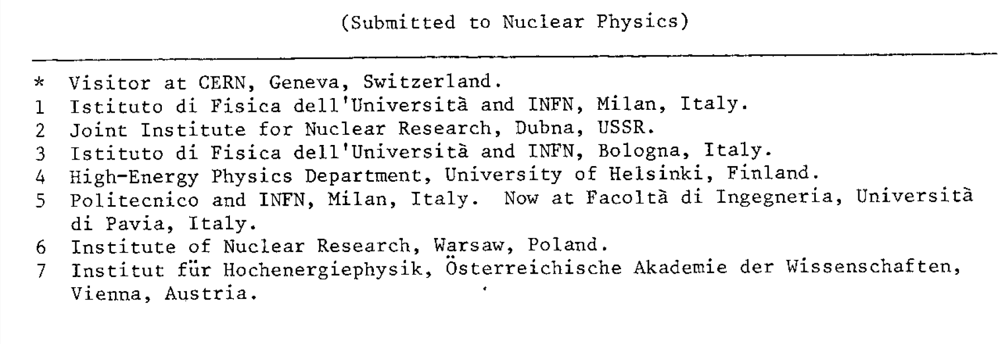 (Submitted to Nuclear Physics)
* Visitor at CERN, Geneva, Switzerland.
1 Istituto di Fisica dell'Università and INFN, Milan, Italy.
2 Joint Institute for Nuclear Research, Dubna, USSR.
3 Istituto di Fisica dell'Università and INFN, Bologna, Italy.
4 High-Energy Physics Department, University of Helsinki, Finland.
5 Politecnico and INFN, Milan, Italy. Now at Facoltà di Ingegneria, Università
di Pavia, Italy.
6 Institute of Nuclear Research, Warsaw, Poland.
7 Institut für Hochenergiephysik, Österreichische Akademie der Wissenschaften,
Vienna, Austria.